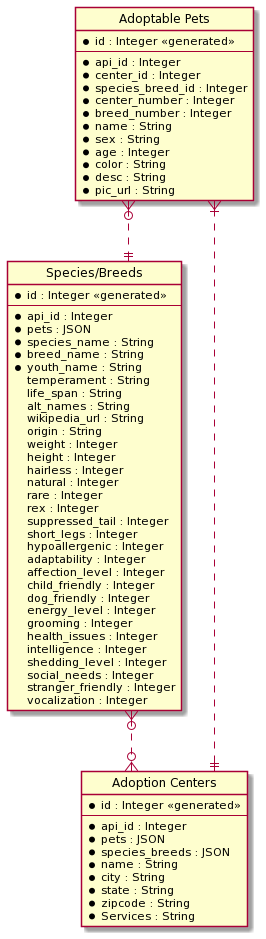 Adoptable Pets
id : Integer «generated»
api_id : Integer
center_id : Integer
species_breed_id : Integer
center_number : Integer
breed_number : Integer
name : String
sex : String
age : Integer
color : String
desc : String
pic_url : String
Species/Breeds
id : Integer «generated»
api_id : Integer
pets : JSON
species_name : String
breed_name : String
youth_name : String
temperament : String
life_span : String
alt_names : String
wikipedia_url : String
origin : String
weight : Integer
height : Integer
hairless : Integer
natural : Integer
rare : Integer
rex : Integer
suppressed_tail : Integer
short_legs : Integer
hypoallergenic : Integer
adaptability : Integer
affection_level : Integer
child_friendly : Integer
dog_friendly : Integer
energy_level : Integer
grooming : Integer
health_issues : Integer
intelligence : Integer
shedding_level : Integer
social_needs : Integer
stranger_friendly : Integer
vocalization : Integer
Adoption Centers
id : Integer «generated»
api_id : Integer
pets : JSON
species_breeds : JSON
name : String
city : String
state : String
zipcode : String
Services : String